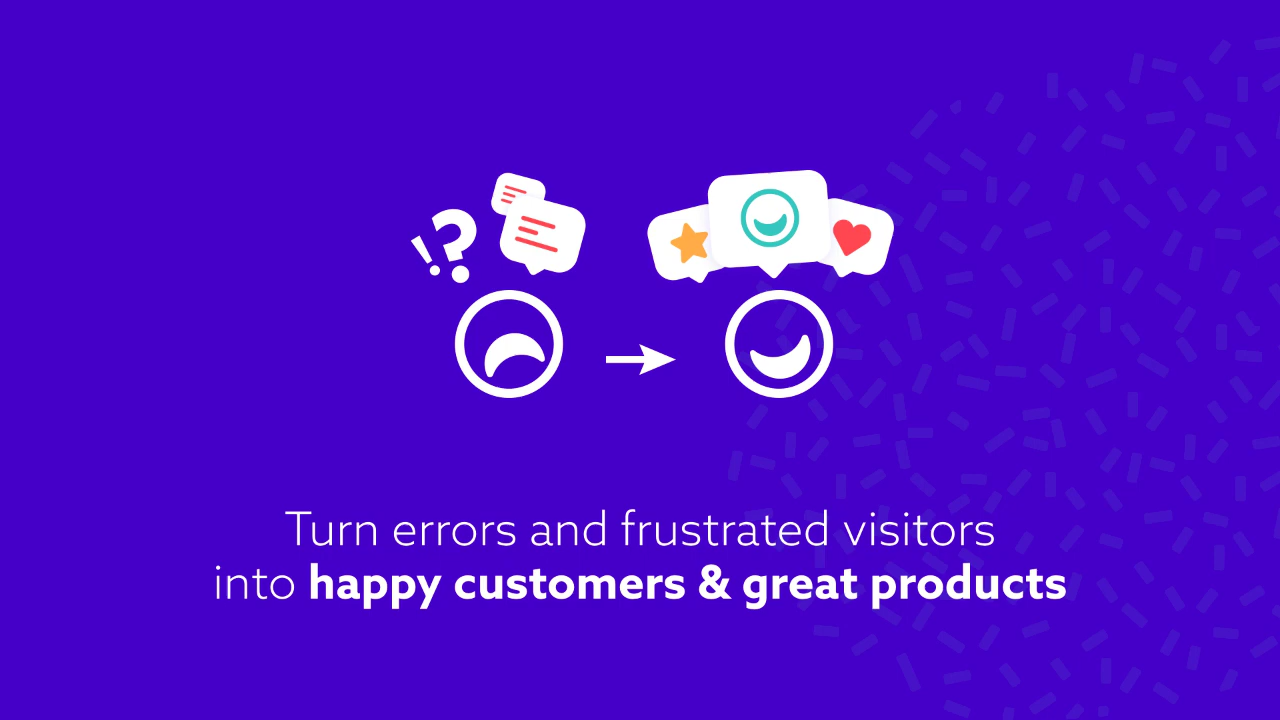 !?
Turn errors and frustrated visitors
into happy customers & great products